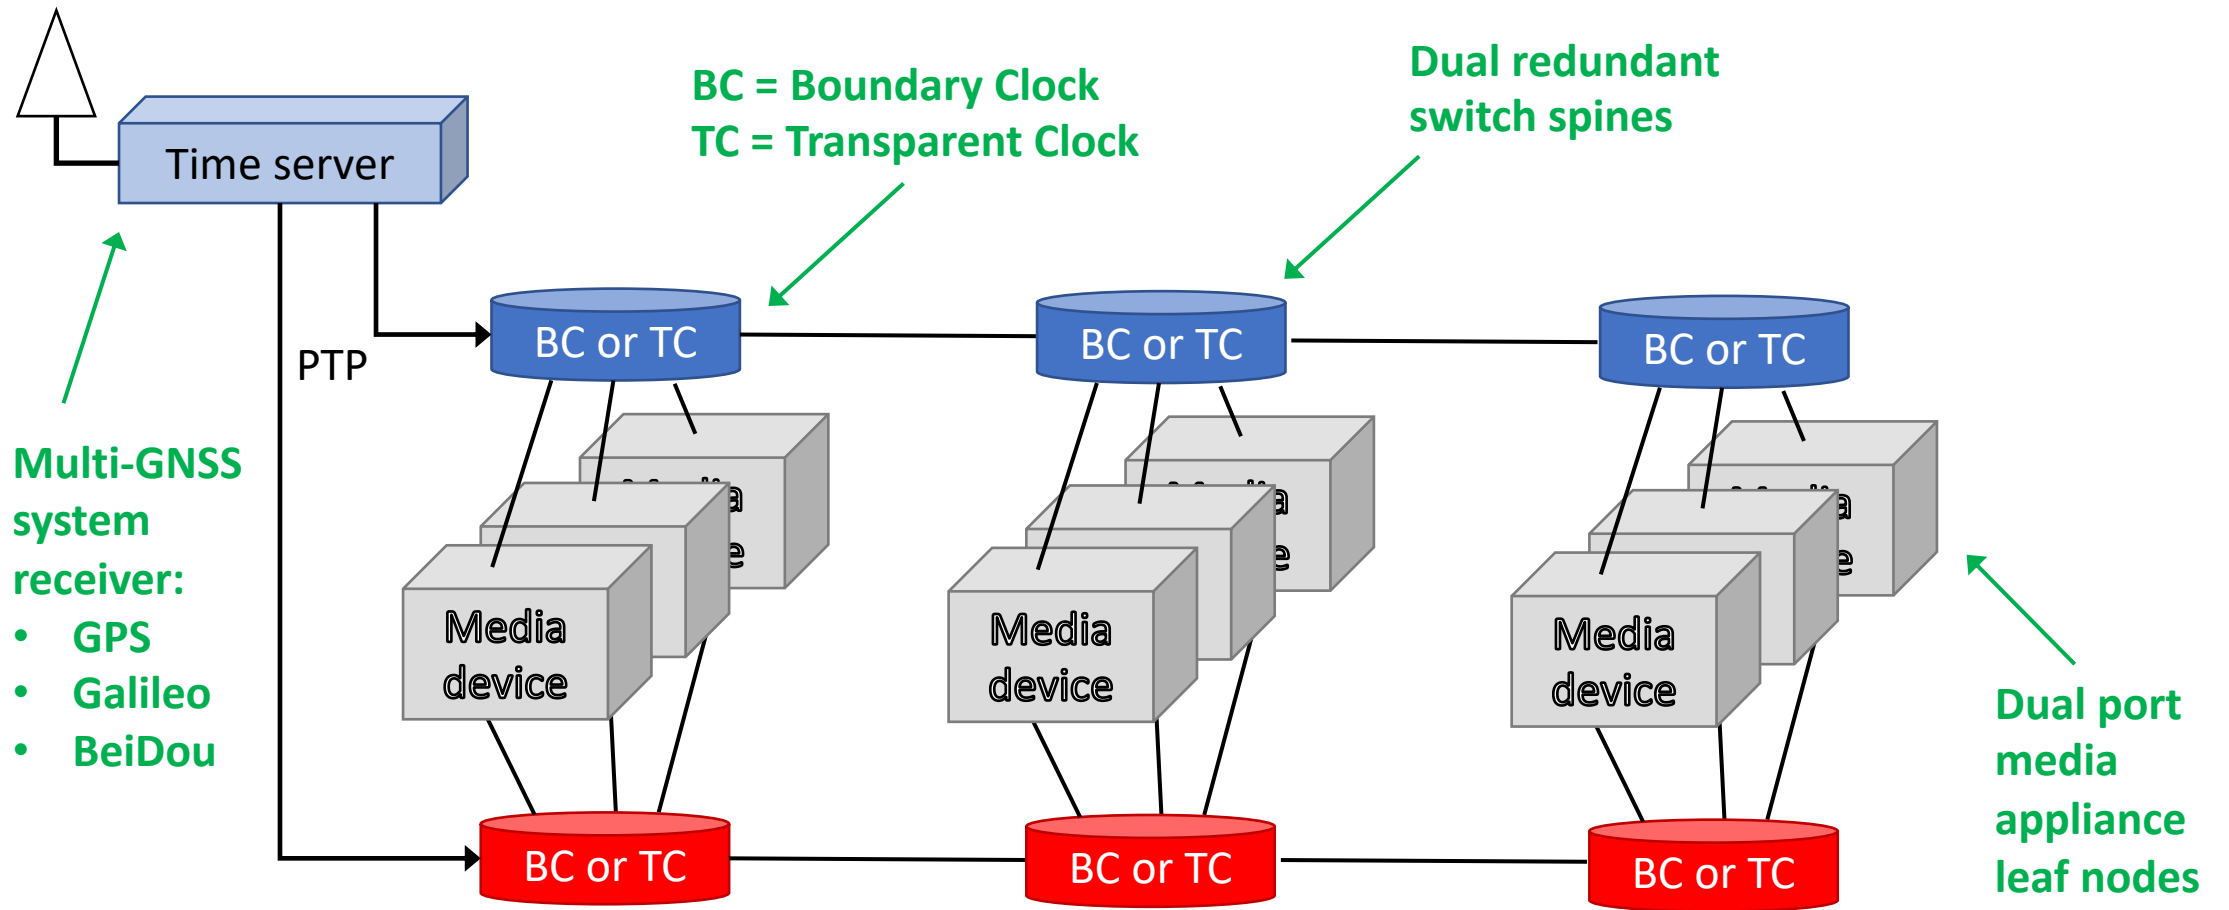 BC = Boundary Clock
TC = Transparent Clock
Dual redundant
switch spines
Time server
PTP
BC or TC
BC or TC
BC or TC
Multi-GNSS
system
receiver:
• GPS
• Galileo
• BeiDou
Media
device
Media
device
Media
device
Dual port
media
appliance
leaf nodes
BC or TC
BC or TC
BC or TC